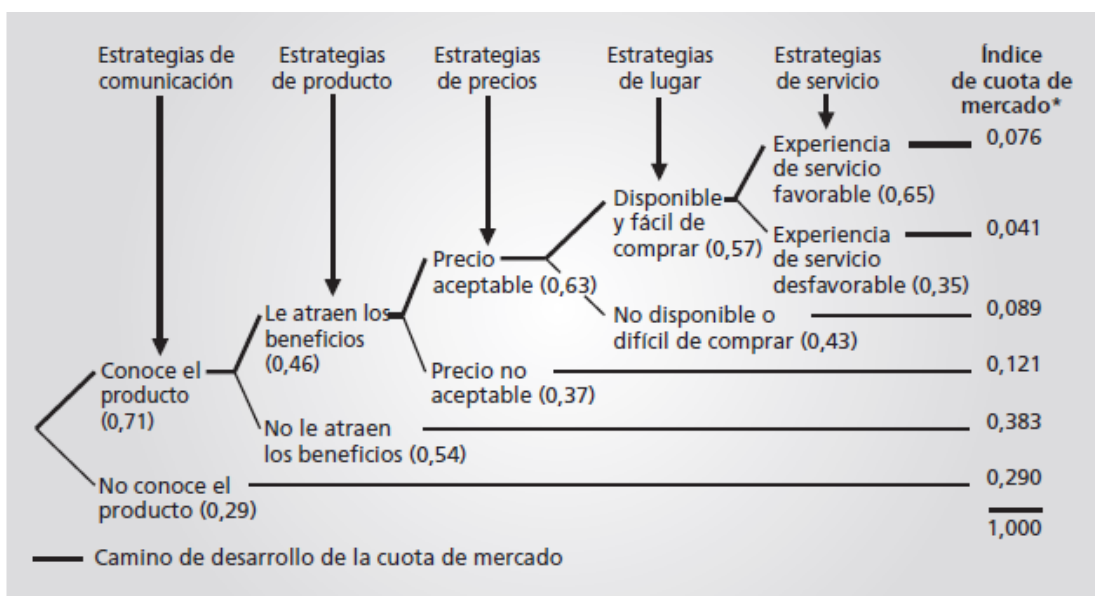 Estrategias de
comunicación
Estrategias
de producto
Estrategias
de precios
Estrategias
de lugar
Estrategias
de servicio
Índice
de cuota de
mercado*
Experiencia
de servicio
favorable (0,65)
0,076
Disponible
y fácil de
comprar (0,57)
Experiencia
de servicio
desfavorable (0,35)
0,041
Precio
aceptable (0,63)
No disponible o
difícil de comprar (0,43)
0,089
Le atraen los
beneficios
(0,46)
Precio no
aceptable (0,37)
0,121
Conoce el
producto
(0,71)
No le atraen
los beneficios (0,54)
0,383
No conoce el
producto (0,29)
0,290
1,000
Camino de desarrollo de la cuota de mercado